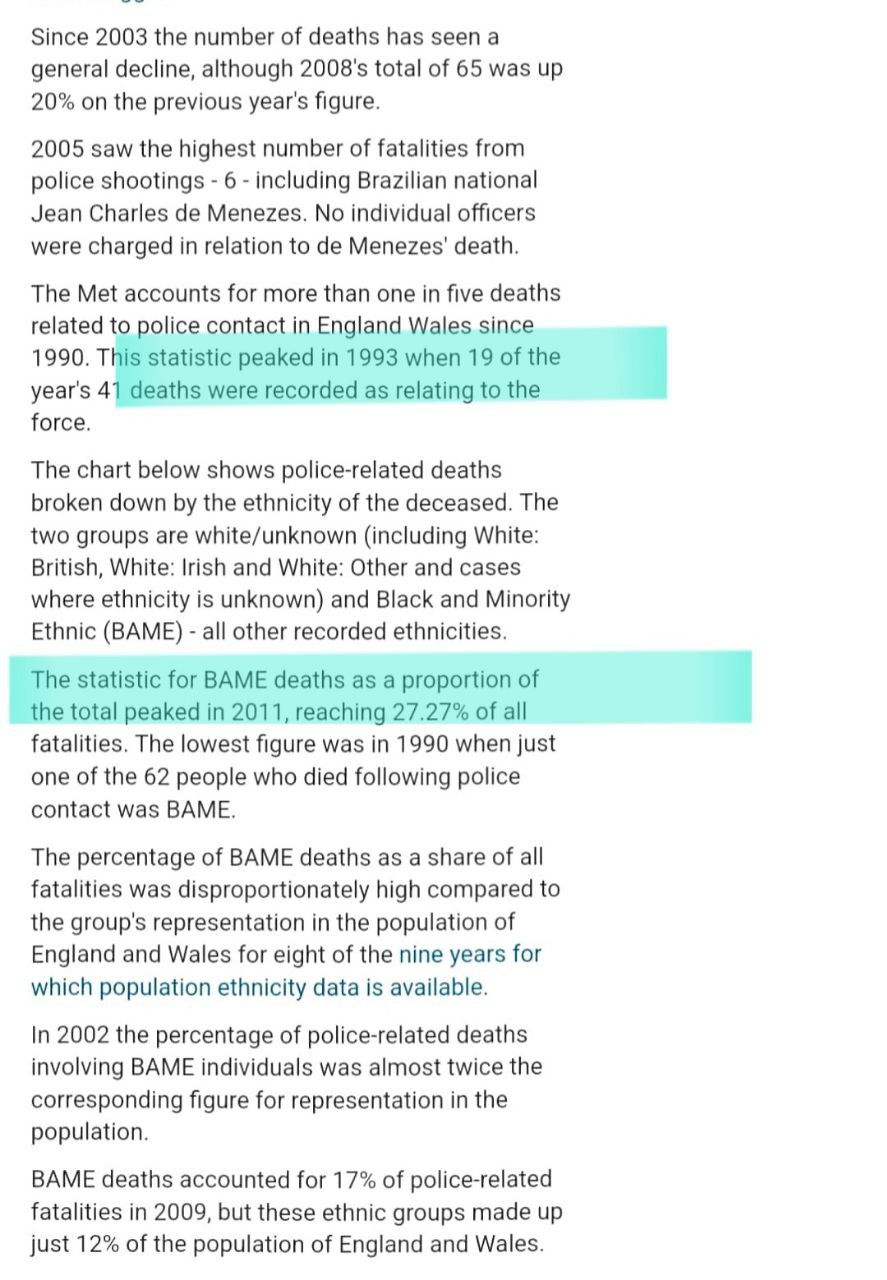 Since 2003 the number of deaths has seen a
general decline, although 2008's total of 65 was up
20% on the previous year's figure.
2005 saw the highest number of fatalities from
police shootings - 6 - including Brazilian national
Jean Charles de Menezes. No individual officers
were charged in relation to de Menezes' death.
The Met accounts for more than one in five deaths
related to police contact in England Wales since
1990. This statistic peaked in 1993 when 19 of the
year's 41 deaths were recorded as relating to the
force.
The chart below shows police-related deaths
broken down by the ethnicity of the deceased. The
two groups are white/unknown (including White:
British, White: Irish and White: Other and cases
where ethnicity is unknown) and Black and Minority
Ethnic (BAME) - all other recorded ethnicities.
The statistic for BAME deaths as a proportion of
the total peaked in 2011, reaching 27.27% of all
fatalities. The lowest figure was in 1990 when just
one of the 62 people who died following police
contact was BAME.
The percentage of BAME deaths as a share of all
fatalities was disproportionately high compared to
the group's representation in the population of
England and Wales for eight of the nine years for
which population ethnicity data is available.
In 2002 the percentage of police-related deaths
involving BAME individuals was almost twice the
corresponding figure for representation in the
population.
BAME deaths accounted for 17% of police-related
fatalities in 2009, but these ethnic groups made up
just 12% of the population of England and Wales.